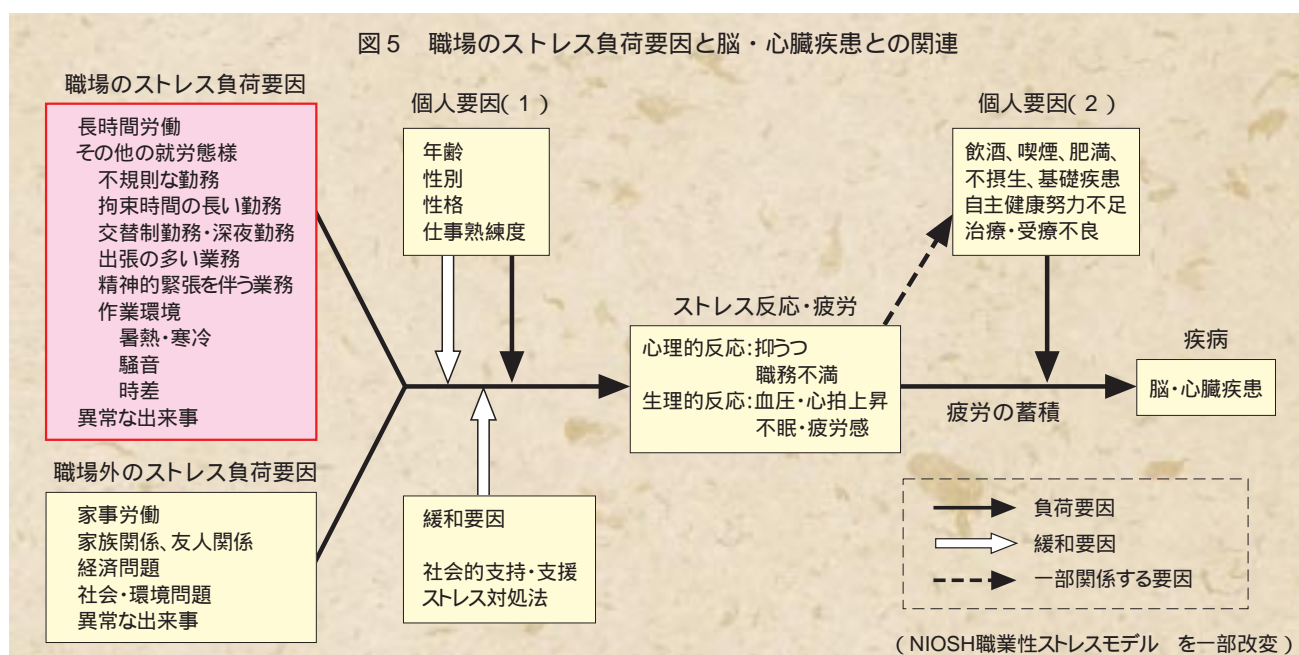 図5 職場のストレス負荷要因と脳・心臓疾患との関連
職場のストレス負荷要因
長時間労働
その他の就労態様
不規則な勤務
拘束時間の長い勤務
交替制勤務・深夜勤務
出張の多い業務
精神的緊張を伴う業務
作業環境
暑熱・寒冷
騒音
時差
異常な出来事
職場外のストレス負荷要因
家事労働
家族関係、友人関係
経済問題
社会・環境問題
異常な出来事
個人要因(1)
年齢
性別
性格
仕事熟練度
緩和要因
社会的支持・支援
ストレス対処法
ストレス反応・疲労
心理的反応:抑うつ
職務不満
生理的反応:血圧・心拍上昇
不眠・疲労感
個人要因(2)
飲酒、喫煙、肥満、
不摂生、基礎疾患
自主健康努力不足
治療・受療不良
疲労の蓄積
疾病
脳・心臓疾患
負荷要因
緩和要因
一部関係する要因
(NIOSH職業性ストレスモデル を一部改変)